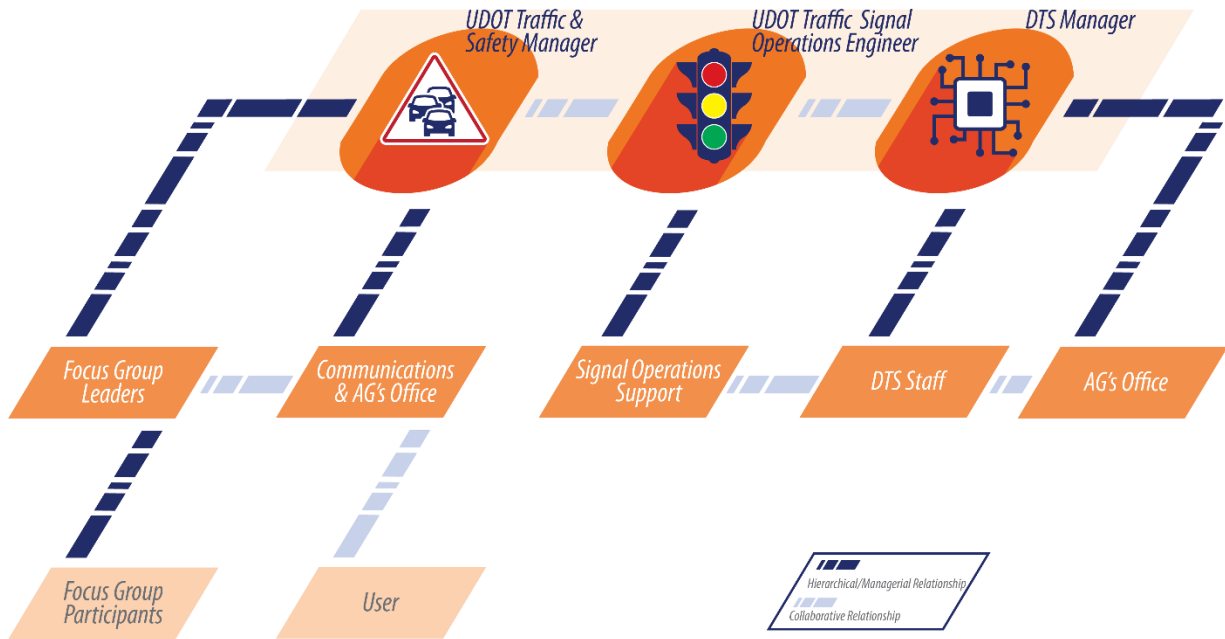 UDOT Traffic &
Safety Manager
UDOT Traffic Signal
Operations Engineer
DTS Manager
Focus Group
Leaders
Communications
& AG's Office
Signal Operations
Support
DTS Staff
AG's Office
Focus Group
Participants
User
Hierarchical/Managerial Relationship
Collaborative Relationship